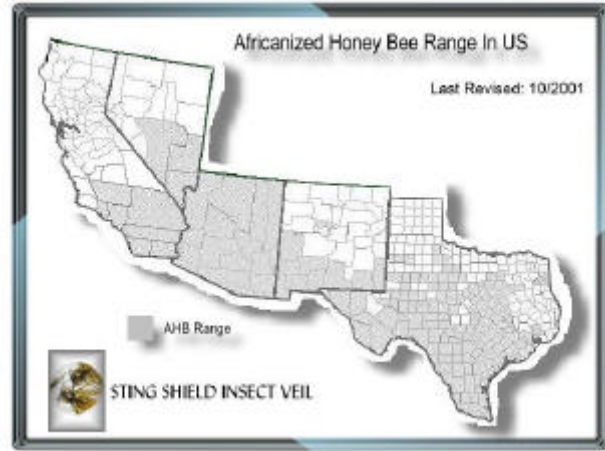 Africanized Honey Bee Range In US
Last Revised: 10/2001
AHB Range
STING SHIELD INSECT VEIL